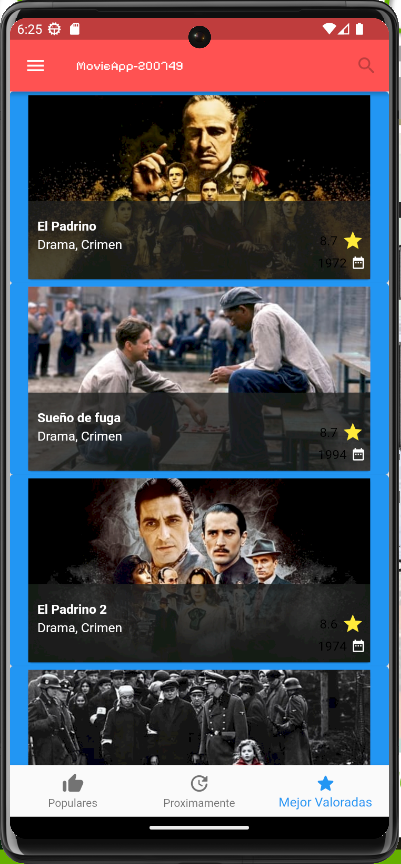 6:25
MovieApp-200749
El Padrino
Drama, Crimen
8.7
1972
Sueño de fuga
Drama, Crimen
8.7
1994
El Padrino 2
Drama, Crimen
8.6
1974
Populares
Proximamente
Mejor Valoradas